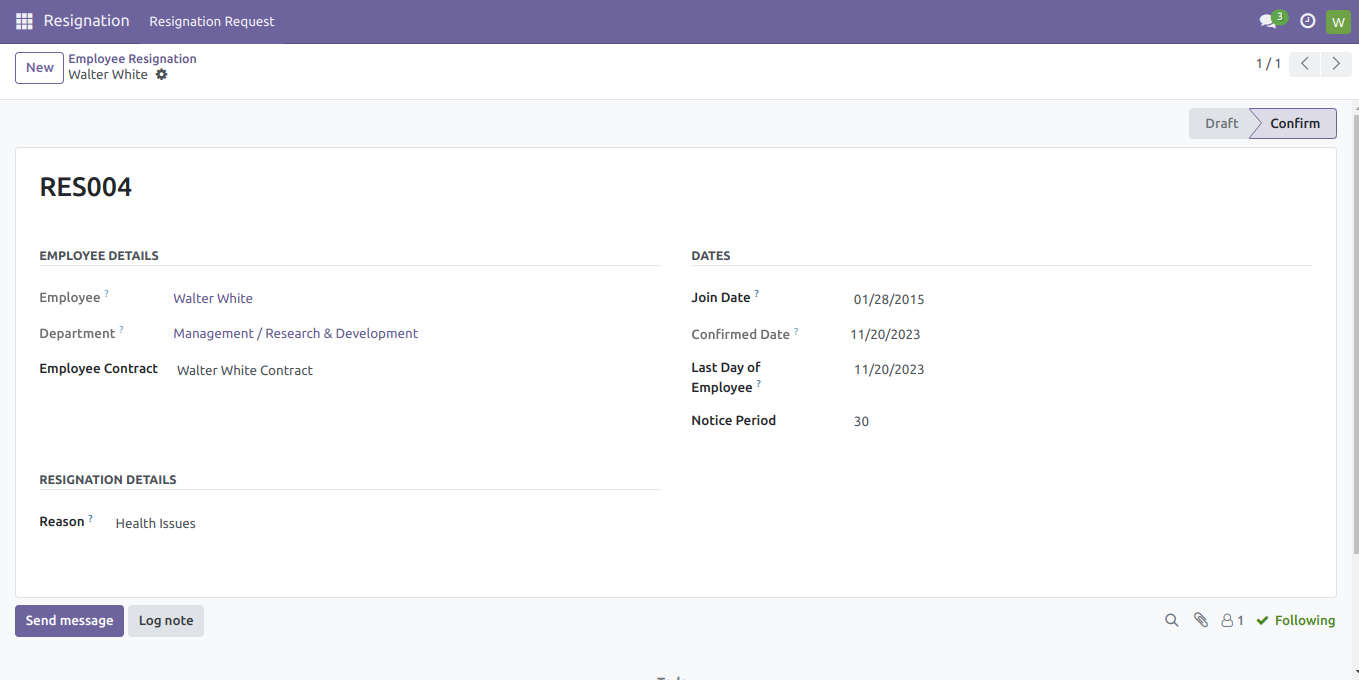 Resignation Resignation Request 3 W
New Employee Resignation
Walter White 1 / 1
Draft Confirm
RES004
EMPLOYEE DETAILS
Employee ? Walter White
Department ? Management / Research & Development
Employee Contract Walter White Contract
DATES
Join Date ? 01/28/2015
Confirmed Date ? 11/20/2023
Last Day of
Employee ? 11/20/2023
Notice Period 30
RESIGNATION DETAILS
Reason ? Health Issues
Send message Log note 1 Following